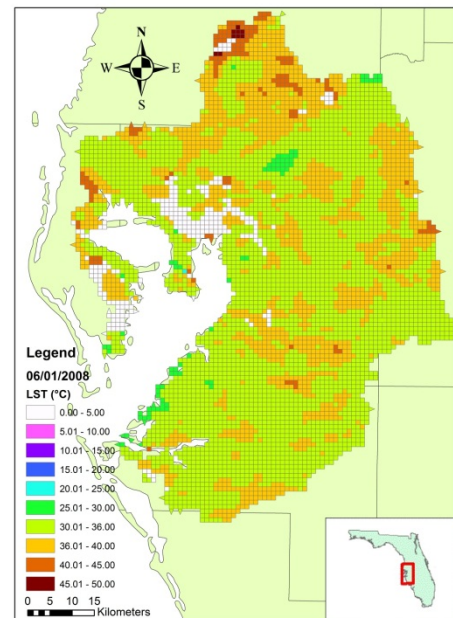 N
W E
S
Legend
06/01/2008
LST (°C)
0.00 - 5.00
5.01 - 10.00
10.01 - 15.00
15.01 - 20.00
20.01 - 25.00
25.01 - 30.00
30.01 - 36.00
36.01 - 40.00
40.01 - 45.00
45.01 - 50.00
0 5 10 15
Kilometers